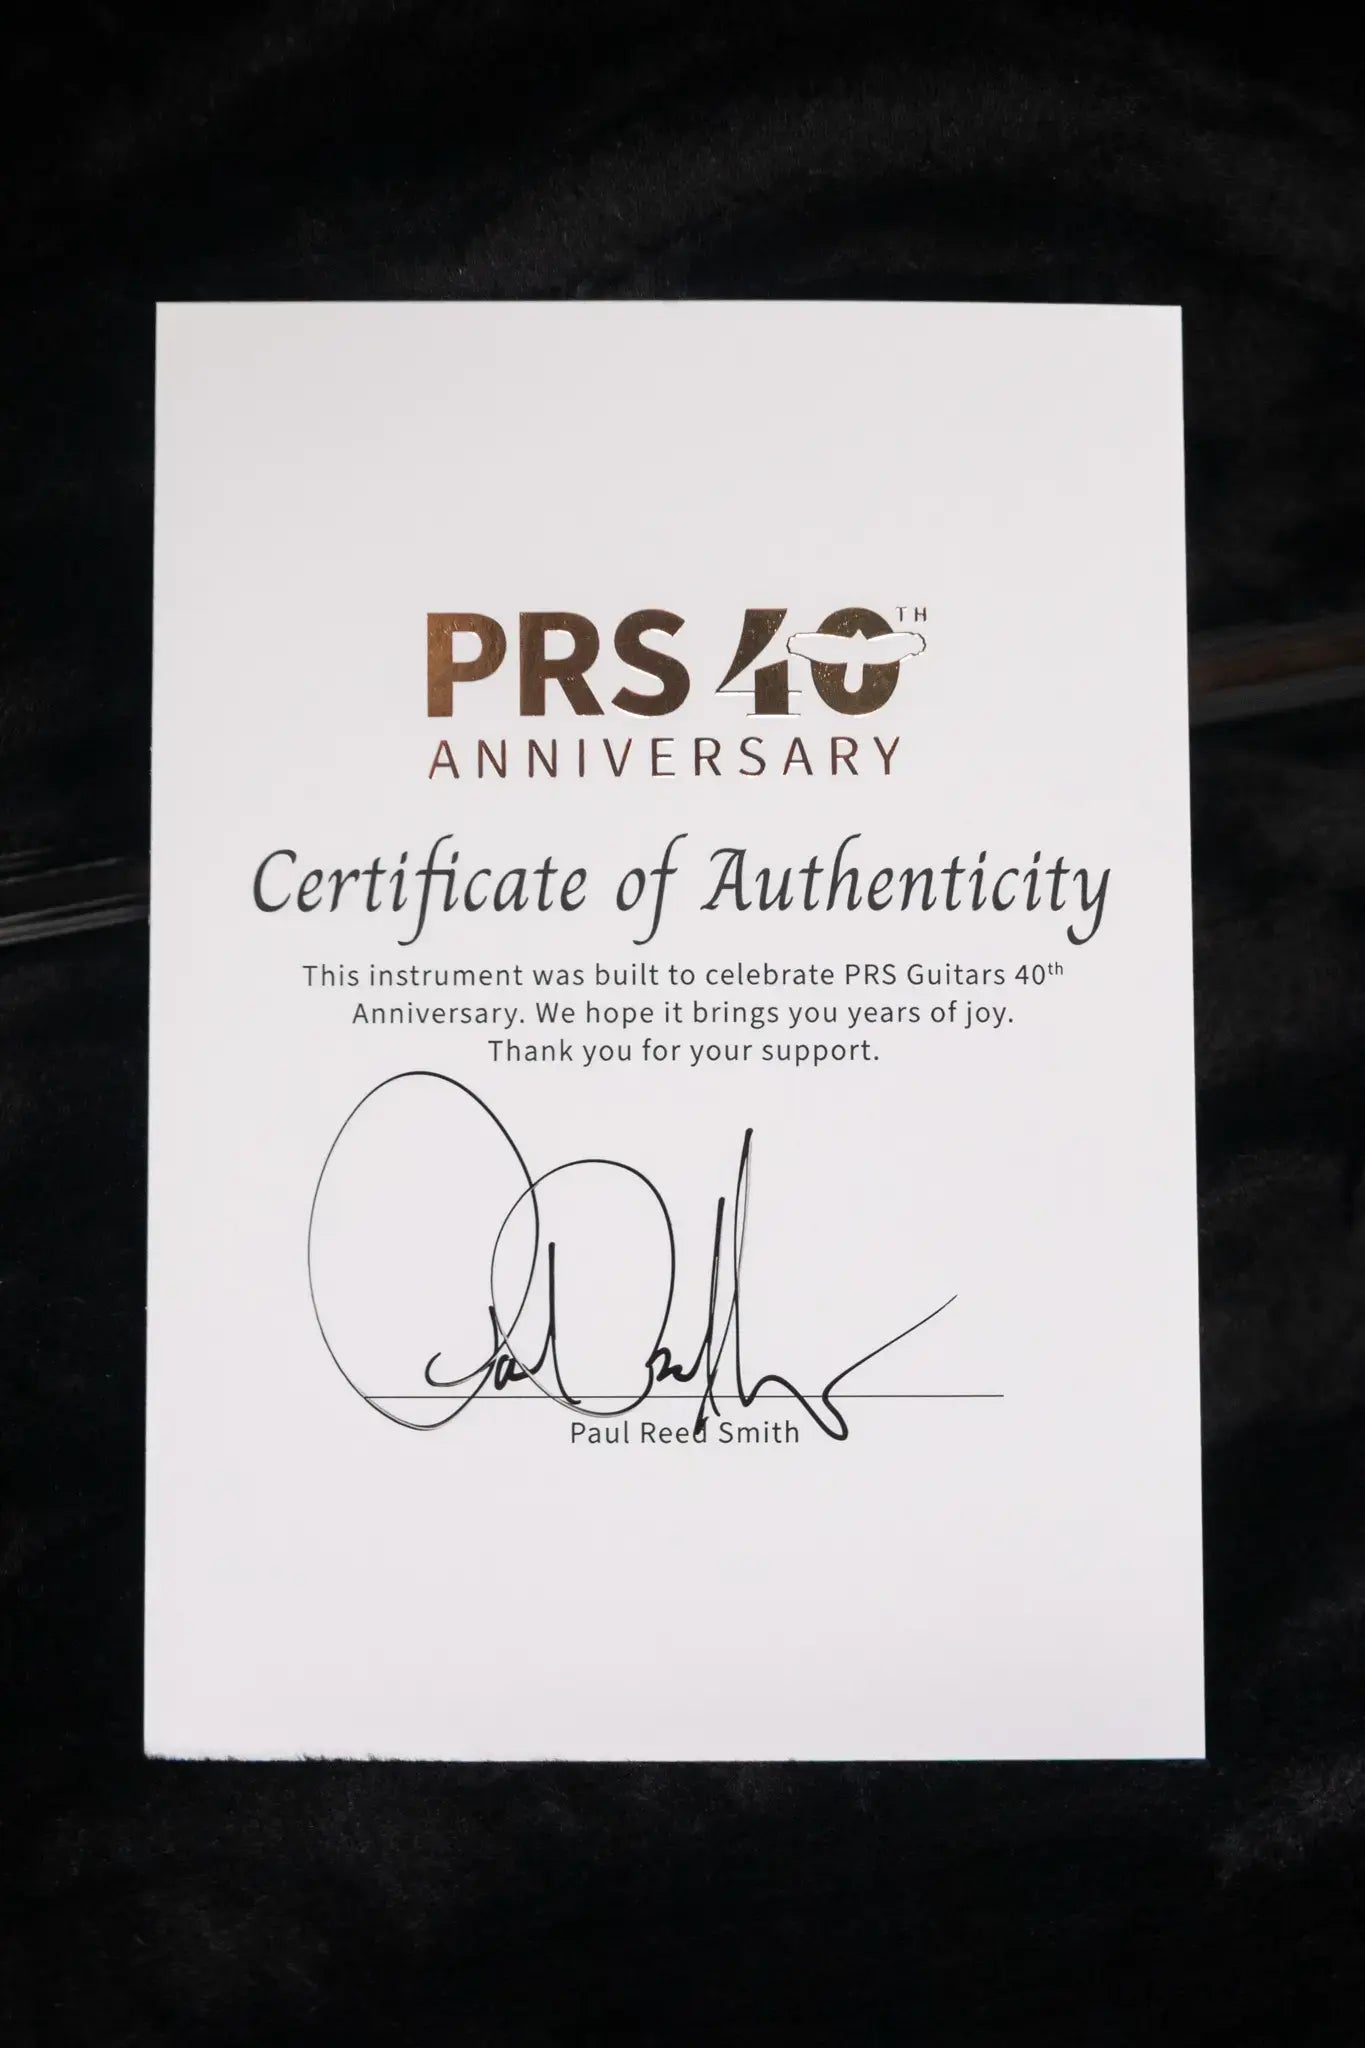 PRS 40TH
ANNIVERSARY
Certificate of Authenticity
This instrument was built to celebrate PRS Guitars 40th
Anniversary. We hope it brings you years of joy.
Thank you for your support.
Paul Reed Smith